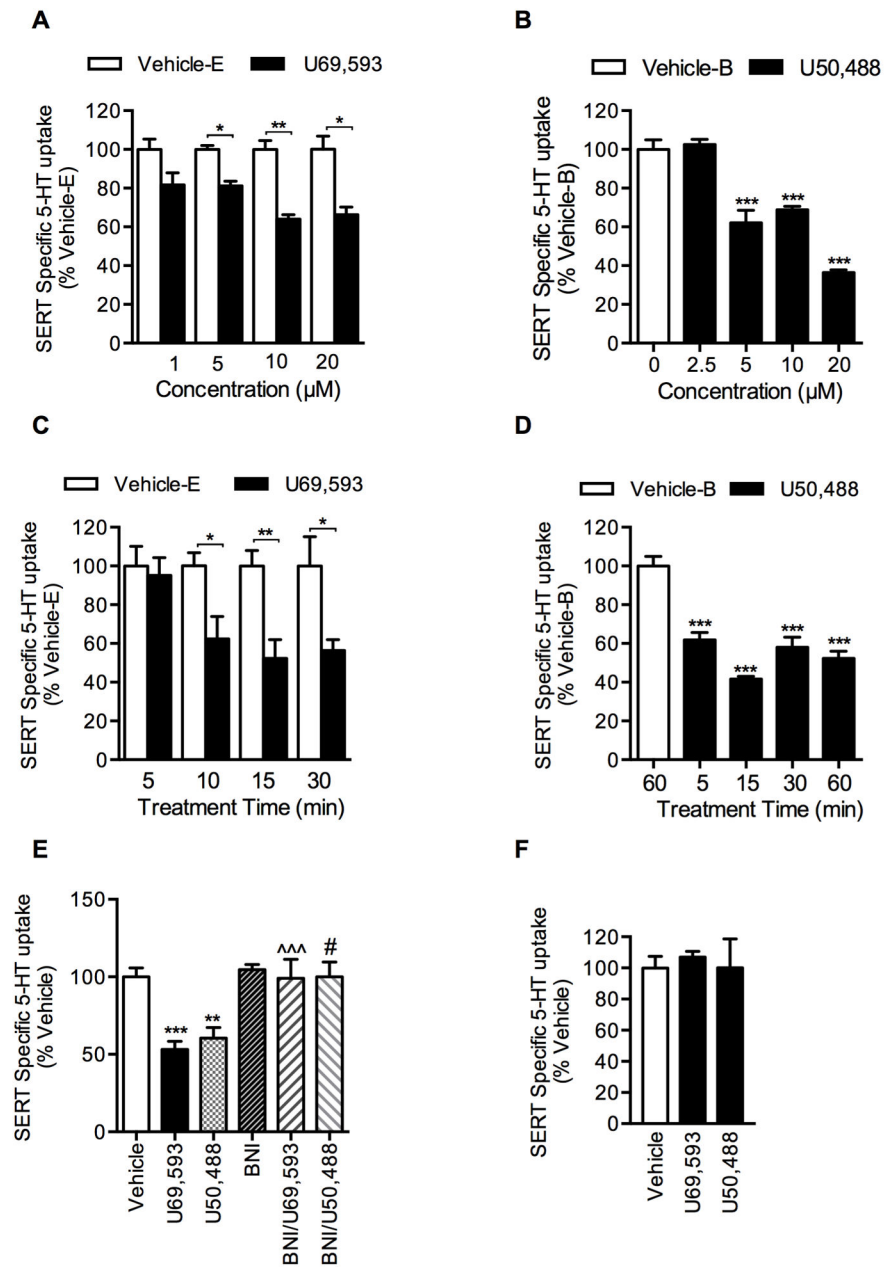 A
Vehicle-E U69,593
SERT Specific 5-HT uptake
(% Vehicle-E)
120
100
80
60
40
20
0
* ** *
1 5 10 20
Concentration (µM)
B
Vehicle-B U50,488
SERT Specific 5-HT uptake
(% Vehicle-B)
120
100
80
60
40
20
0
*** *** ***
0 2.5 5 10 20
Concentration (µM)
C
Vehicle-E U69,593
SERT Specific 5-HT uptake
(% Vehicle-E)
120
100
80
60
40
20
0
* ** *
5 10 15 30
Treatment Time (min)
D
Vehicle-B U50,488
SERT Specific 5-HT uptake
(% Vehicle-B)
120
100
80
60
40
20
0
*** *** *** ***
60 5 15 30 60
Treatment Time (min)
E
SERT Specific 5-HT uptake
(% Vehicle)
150
100
50
0
*** ** ^^^ #
Vehicle
U69,593
U50,488
BNI
BNI/U69,593
BNI/U50,488
F
SERT Specific 5-HT uptake
(% Vehicle)
120
100
80
60
40
20
0
Vehicle
U69,593
U50,488